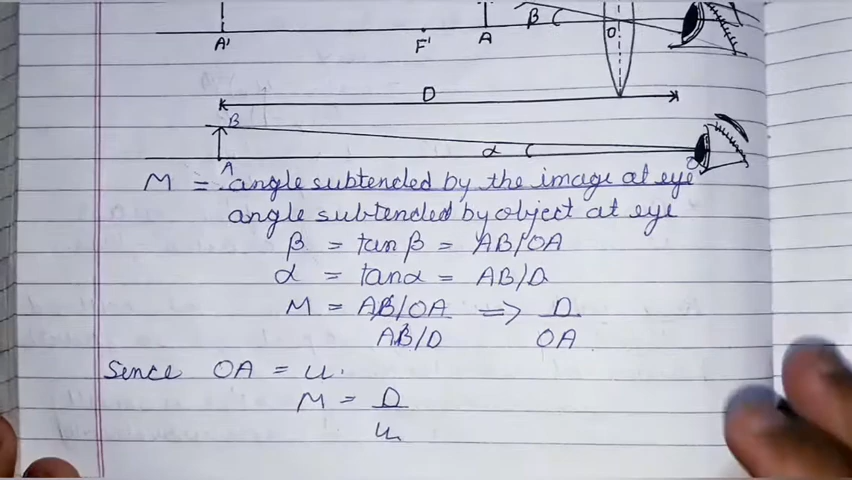 β
O
A'
F'
A
D
B
α
A
O
M = angle subtended by the image at eye
angle subtended by object at eye
β = tan β = AB/OA
α = tan α = AB/D
M = AB/OA => D
AB/D OA
Sence OA = u.
M = D
u